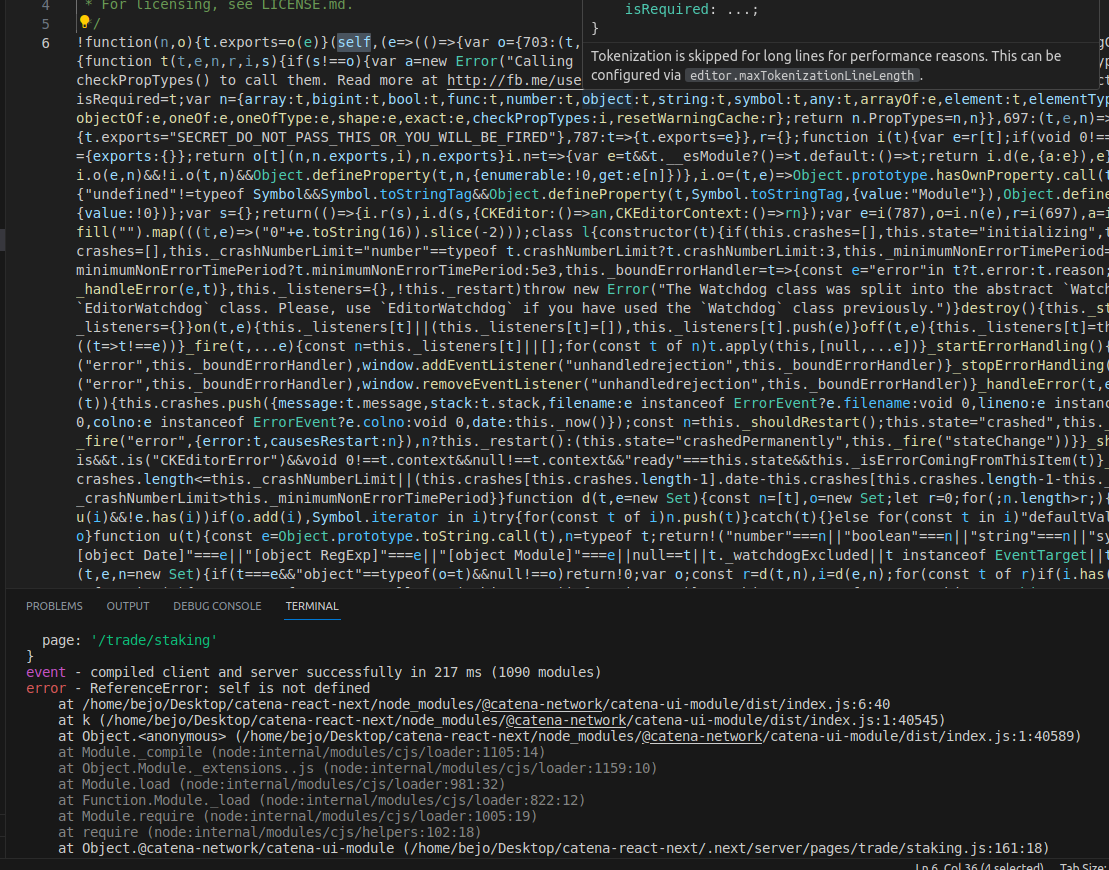 4 * For licensing, see LICENSE.md.
isRequired: ...;
5 */
}
6 !function(n,o){t.exports=o(e)}(self,(e=>(()=>{var o={703:(t,
Tokenization is skipped for long lines for performance reasons. This can be
configured via editor.maxTokenizationLineLength.
{function t(t,e,n,r,i,s){if(s!==o){var a=new Error("Calling
checkPropTypes() to call them. Read more at http://fb.me/use
isRequired=t;var n={array:t,bigint:t,bool:t,func:t,number:t,object:t,string:t,symbol:t,any:t,arrayOf:e,element:t,elementTyp
objectOf:e,oneOf:e,oneOfType:e,shape:e,exact:e,checkPropTypes:i,resetWarningCache:r};return n.PropTypes=n,n}},697:(t,e,n)=>
{t.exports="SECRET_DO_NOT_PASS_THIS_OR_YOU_WILL_BE_FIRED"},787:t=>{t.exports=e}},r={};function i(t){var e=r[t];if(void 0!==
={exports:{}};return o[t](n,n.exports,i),n.exports}i.n=t=>{var e=t&&t.__esModule?()=>t.default:()=>t;return i.d(e,{a:e}),e}
i.o(e,n)&&!i.o(t,n)&&Object.defineProperty(t,n,{enumerable:!0,get:e[n]})},i.o=(t,e)=>Object.prototype.hasOwnProperty.call(t
{"undefined"!=typeof Symbol&&Symbol.toStringTag&&Object.defineProperty(t,Symbol.toStringTag,{value:"Module"}),Object.define
{value:!0})};var s={};return(()=>{i.r(s),i.d(s,{CKEditor:()=>an,CKEditorContext:()=>rn});var e=i(787),o=i.n(e),r=i(697),a=i
fill("").map(((t,e)=>("0"+e.toString(16)).slice(-2)));class l{constructor(t){if(this.crashes=[],this.state="initializing",t
crashes=[],this._crashNumberLimit="number"==typeof t.crashNumberLimit?t.crashNumberLimit:3,this._minimumNonErrorTimePeriod=
minimumNonErrorTimePeriod?t.minimumNonErrorTimePeriod:5e3,this._boundErrorHandler=t=>{const e="error"in t?t.error:t.reason;
_handleError(e,t)},this._listeners={},!this._restart)throw new Error("The Watchdog class was split into the abstract `Watch
`EditorWatchdog` class. Please, use `EditorWatchdog` if you have used the `Watchdog` class previously.")}destroy(){this._st
_listeners={}}on(t,e){this._listeners[t]||(this._listeners[t]=[]),this._listeners[t].push(e)}off(t,e){this._listeners[t]=th
((t=>t!==e))}_fire(t,...e){const n=this._listeners[t]||[];for(const t of n)t.apply(this,[null,...e])}_startErrorHandling(){
("error",this._boundErrorHandler),window.addEventListener("unhandledrejection",this._boundErrorHandler)}_stopErrorHandling(
("error",this._boundErrorHandler),window.removeEventListener("unhandledrejection",this._boundErrorHandler)}_handleError(t,e
(t)){this.crashes.push({message:t.message,stack:t.stack,filename:e instanceof ErrorEvent?e.filename:void 0,lineno:e instanc
0,colno:e instanceof ErrorEvent?e.colno:void 0,date:this._now()});const n=this._shouldRestart();this.state="crashed",this._
_fire("error",{error:t,causesRestart:n}),n?this._restart():(this.state="crashedPermanently",this._fire("stateChange"))}}_sh
is&&t.is("CKEditorError")&&void 0!==t.context&&null!==t.context&&"ready"===this.state&&this._isErrorComingFromThisItem(t)}_
crashes.length<=this._crashNumberLimit||(this.crashes[this.crashes.length-1].date-this.crashes[this.crashes.length-1-this.
_crashNumberLimit>this._minimumNonErrorTimePeriod}}function d(t,e=new Set){const n=[t],o=new Set;let r=0;for(;n.length>r;){
u(i)&&!e.has(i))if(o.add(i),Symbol.iterator in i)try{for(const t of i)n.push(t)}catch(t){}else for(const t in i)"defaultVal
o}function u(t){const e=Object.prototype.toString.call(t),n=typeof t;return!("number"===n||"boolean"===n||"string"===n||"sy
[object Date]"===e||"[object RegExp]"===e||"[object Module]"===e||null==t||t._watchdogExcluded||t instanceof EventTarget||t
(t,e,n=new Set){if(t===e&&"object"==typeof(o=t)&&null!==o)return!0;var o;const r=d(t,n),i=d(e,n);for(const t of r)if(i.has(
PROBLEMS OUTPUT DEBUG CONSOLE TERMINAL
page: '/trade/staking'
}
event - compiled client and server successfully in 217 ms (1090 modules)
error - ReferenceError: self is not defined
at /home/bejo/Desktop/catena-react-next/node_modules/@catena-network/catena-ui-module/dist/index.js:6:40
at k (/home/bejo/Desktop/catena-react-next/node_modules/@catena-network/catena-ui-module/dist/index.js:1:40545)
at Object.<anonymous> (/home/bejo/Desktop/catena-react-next/node_modules/@catena-network/catena-ui-module/dist/index.js:1:40589)
at Module._compile (node:internal/modules/cjs/loader:1105:14)
at Object.Module._extensions..js (node:internal/modules/cjs/loader:1159:10)
at Module.load (node:internal/modules/cjs/loader:981:32)
at Function.Module._load (node:internal/modules/cjs/loader:822:12)
at Module.require (node:internal/modules/cjs/loader:1005:19)
at require (node:internal/modules/cjs/helpers:102:18)
at Object.@catena-network/catena-ui-module (/home/bejo/Desktop/catena-react-next/.next/server/pages/trade/staking.js:161:18)
Ln 6, Col 36 (4 selected) Tab Size: